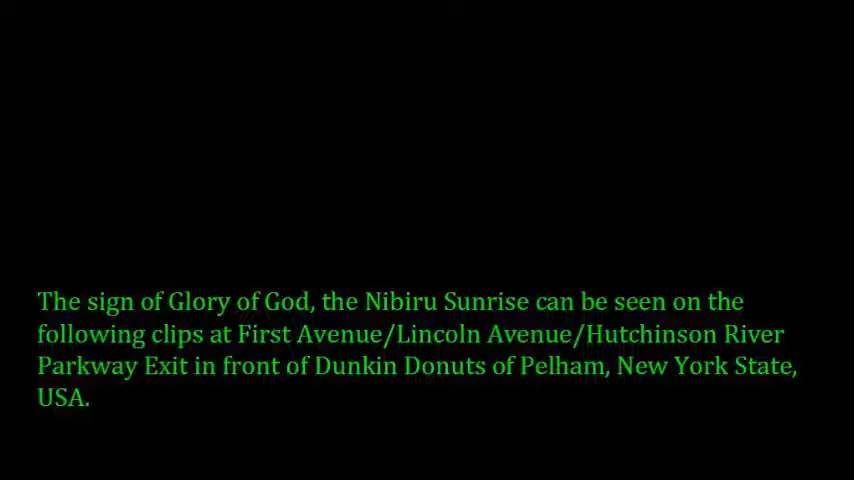 The sign of Glory of God, the Nibiru Sunrise can be seen on the
following clips at First Avenue/Lincoln Avenue/Hutchinson River
Parkway Exit in front of Dunkin Donuts of Pelham, New York State,
USA.